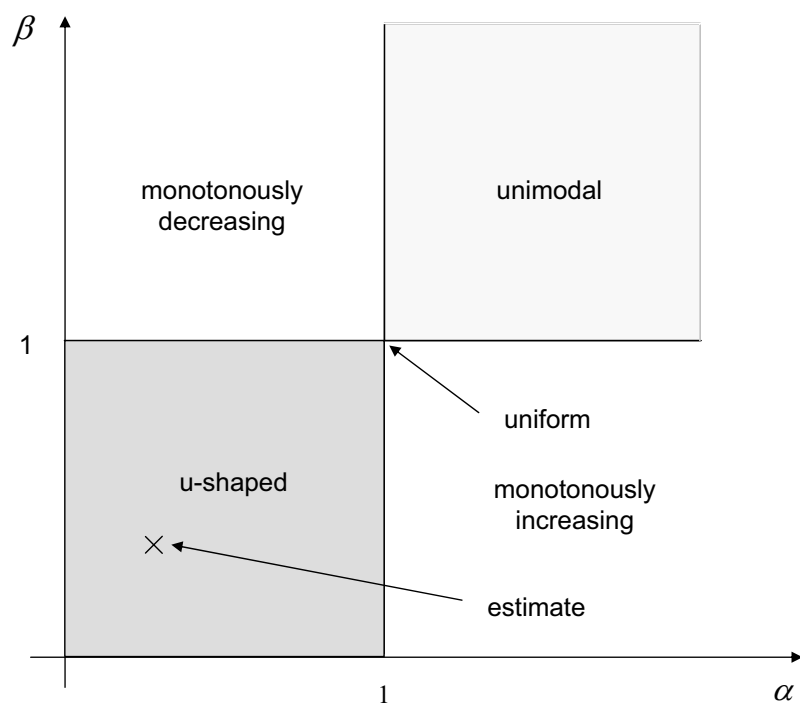 β
monotonously
decreasing
unimodal
1
uniform
u-shaped
monotonously
increasing
estimate
1
α